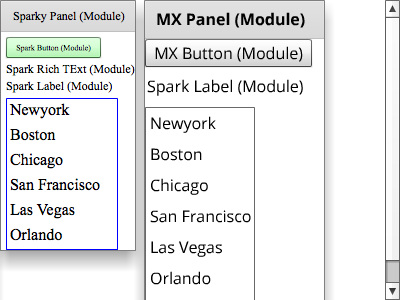 Sparky Panel (Module)
Spark Button (Module)
Spark Rich TExt (Module)
Spark Label (Module)
Newyork
Boston
Chicago
San Francisco
Las Vegas
Orlando
MX Panel (Module)
MX Button (Module)
Spark Label (Module)
Newyork
Boston
Chicago
San Francisco
Las Vegas
Orlando